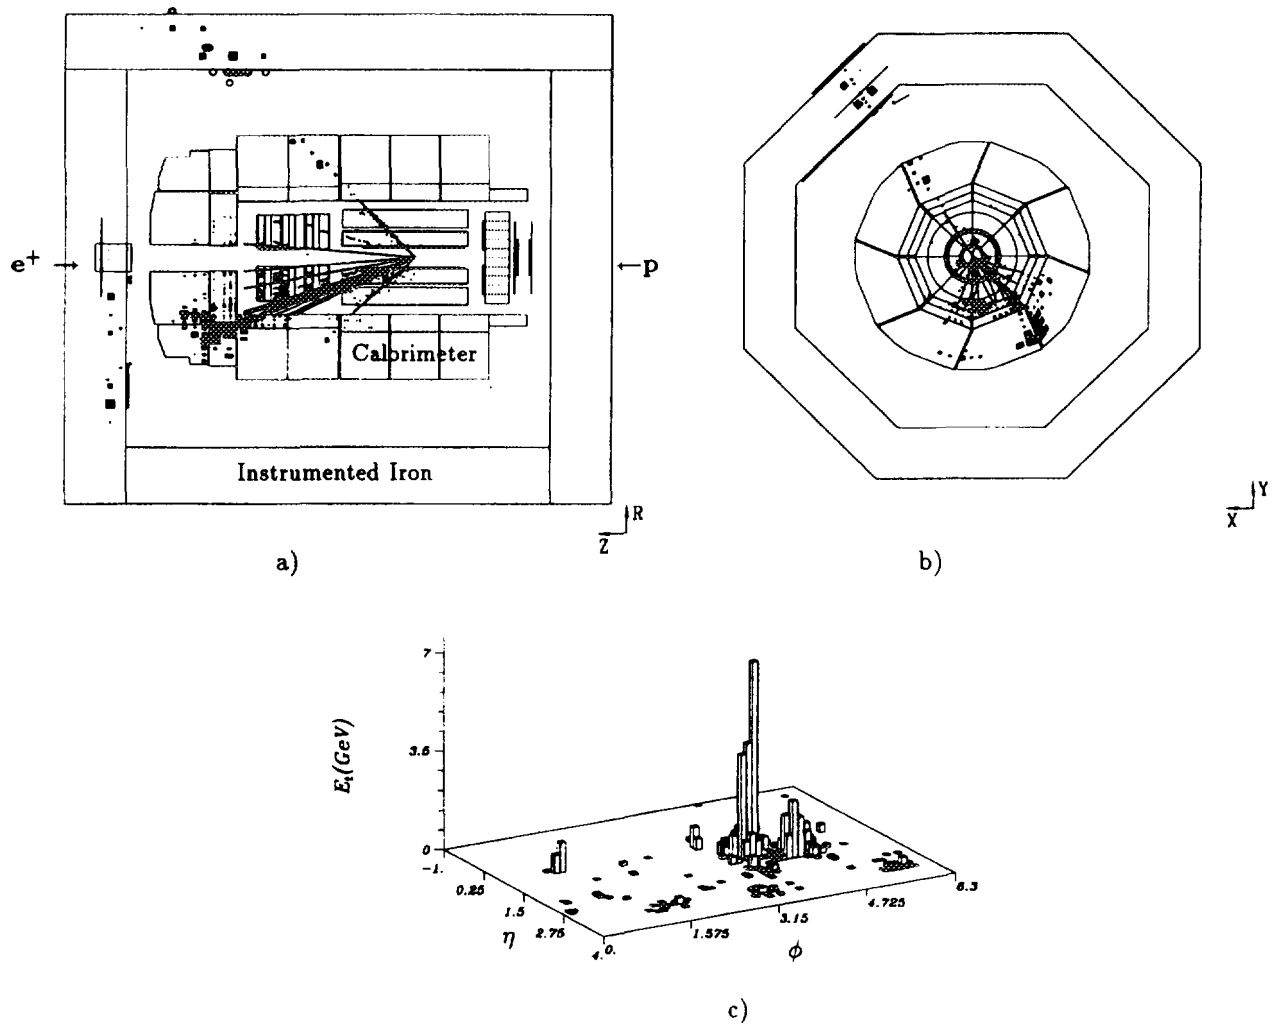 e+
p
Calorimeter
Instrumented Iron
R
Z
a)
Y
X
b)
7
3.5
0
E_t(GeV)
-1.
0.25
1.5
2.75
4.
η
0.
1.575
3.15
4.725
6.3
φ
c)